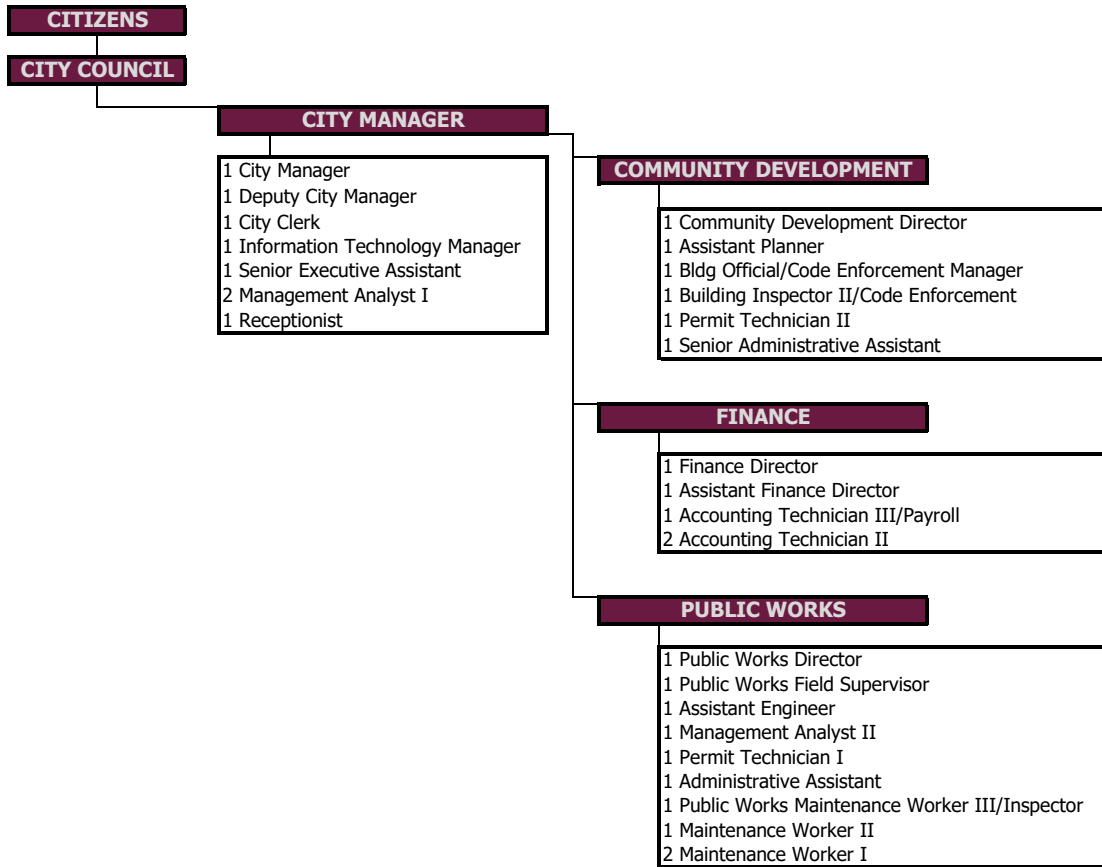 CITIZENS
CITY COUNCIL
CITY MANAGER
1 City Manager
1 Deputy City Manager
1 City Clerk
1 Information Technology Manager
1 Senior Executive Assistant
2 Management Analyst I
1 Receptionist
COMMUNITY DEVELOPMENT
1 Community Development Director
1 Assistant Planner
1 Bldg Official/Code Enforcement Manager
1 Building Inspector II/Code Enforcement
1 Permit Technician II
1 Senior Administrative Assistant
FINANCE
1 Finance Director
1 Assistant Finance Director
1 Accounting Technician III/Payroll
2 Accounting Technician II
PUBLIC WORKS
1 Public Works Director
1 Public Works Field Supervisor
1 Assistant Engineer
1 Management Analyst II
1 Permit Technician I
1 Administrative Assistant
1 Public Works Maintenance Worker III/Inspector
1 Maintenance Worker II
2 Maintenance Worker I